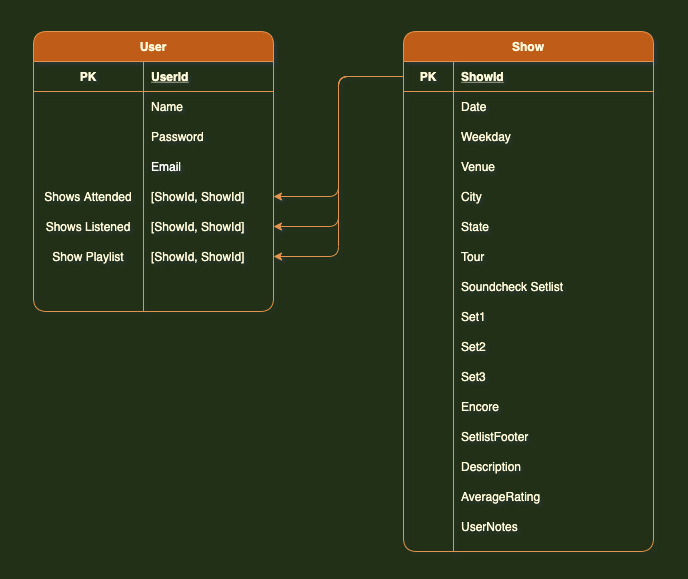 User
PK UserId
Name
Password
Email
Shows Attended [ShowId, ShowId]
Shows Listened [ShowId, ShowId]
Show Playlist [ShowId, ShowId]
Show
PK ShowId
Date
Weekday
Venue
City
State
Tour
Soundcheck Setlist
Set1
Set2
Set3
Encore
SetlistFooter
Description
AverageRating
UserNotes